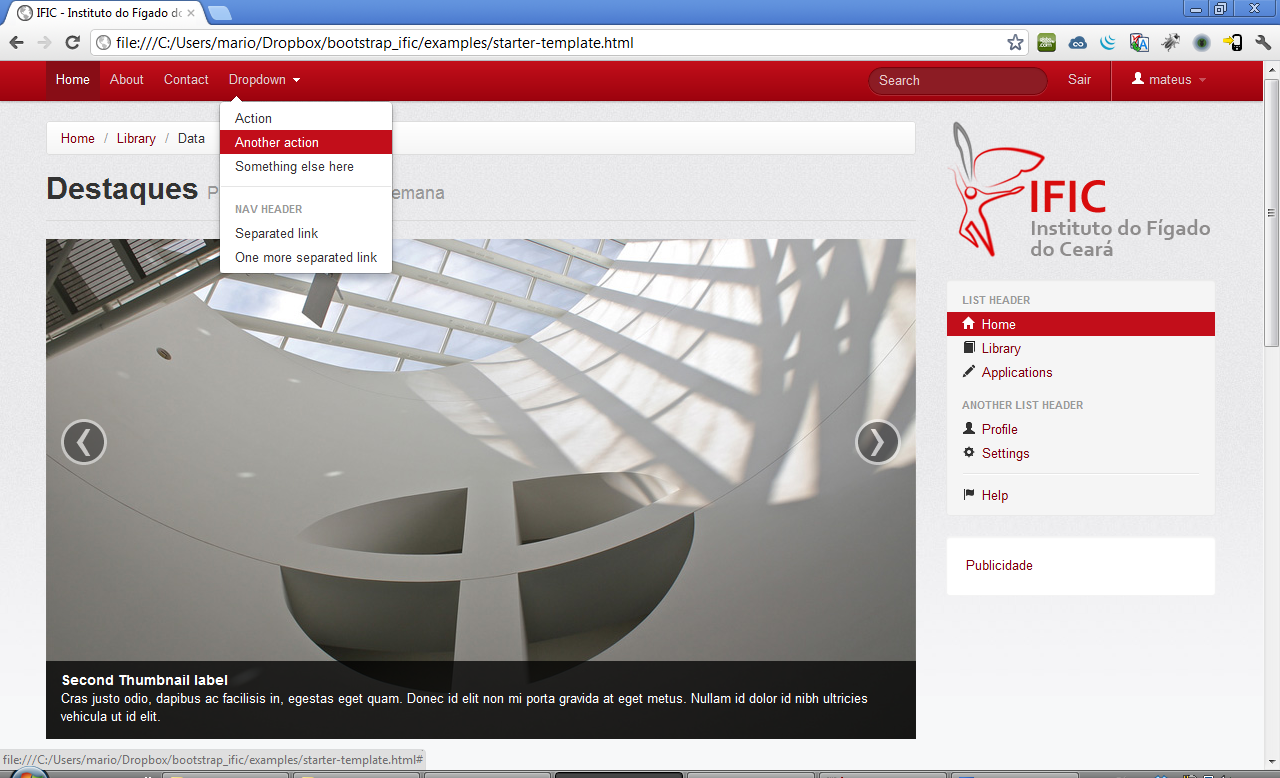 IFIC - Instituto do Fígado do
file:///C:/Users/mario/Dropbox/bootstrap_ific/examples/starter-template.html
Home About Contact Dropdown Search Sair mateus
Action
Another action
Something else here
NAV HEADER
Separated link
One more separated link
Home / Library / Data
Destaques P emana
IFIC
Instituto do Fígado
do Ceará
LIST HEADER
Home
Library
Applications
ANOTHER LIST HEADER
Profile
Settings
Help
Publicidade
Second Thumbnail label
Cras justo odio, dapibus ac facilisis in, egestas eget quam. Donec id elit non mi porta gravida at eget metus. Nullam id dolor id nibh ultricies
vehicula ut id elit.
file:///C:/Users/mario/Dropbox/bootstrap_ific/examples/starter-template.html#